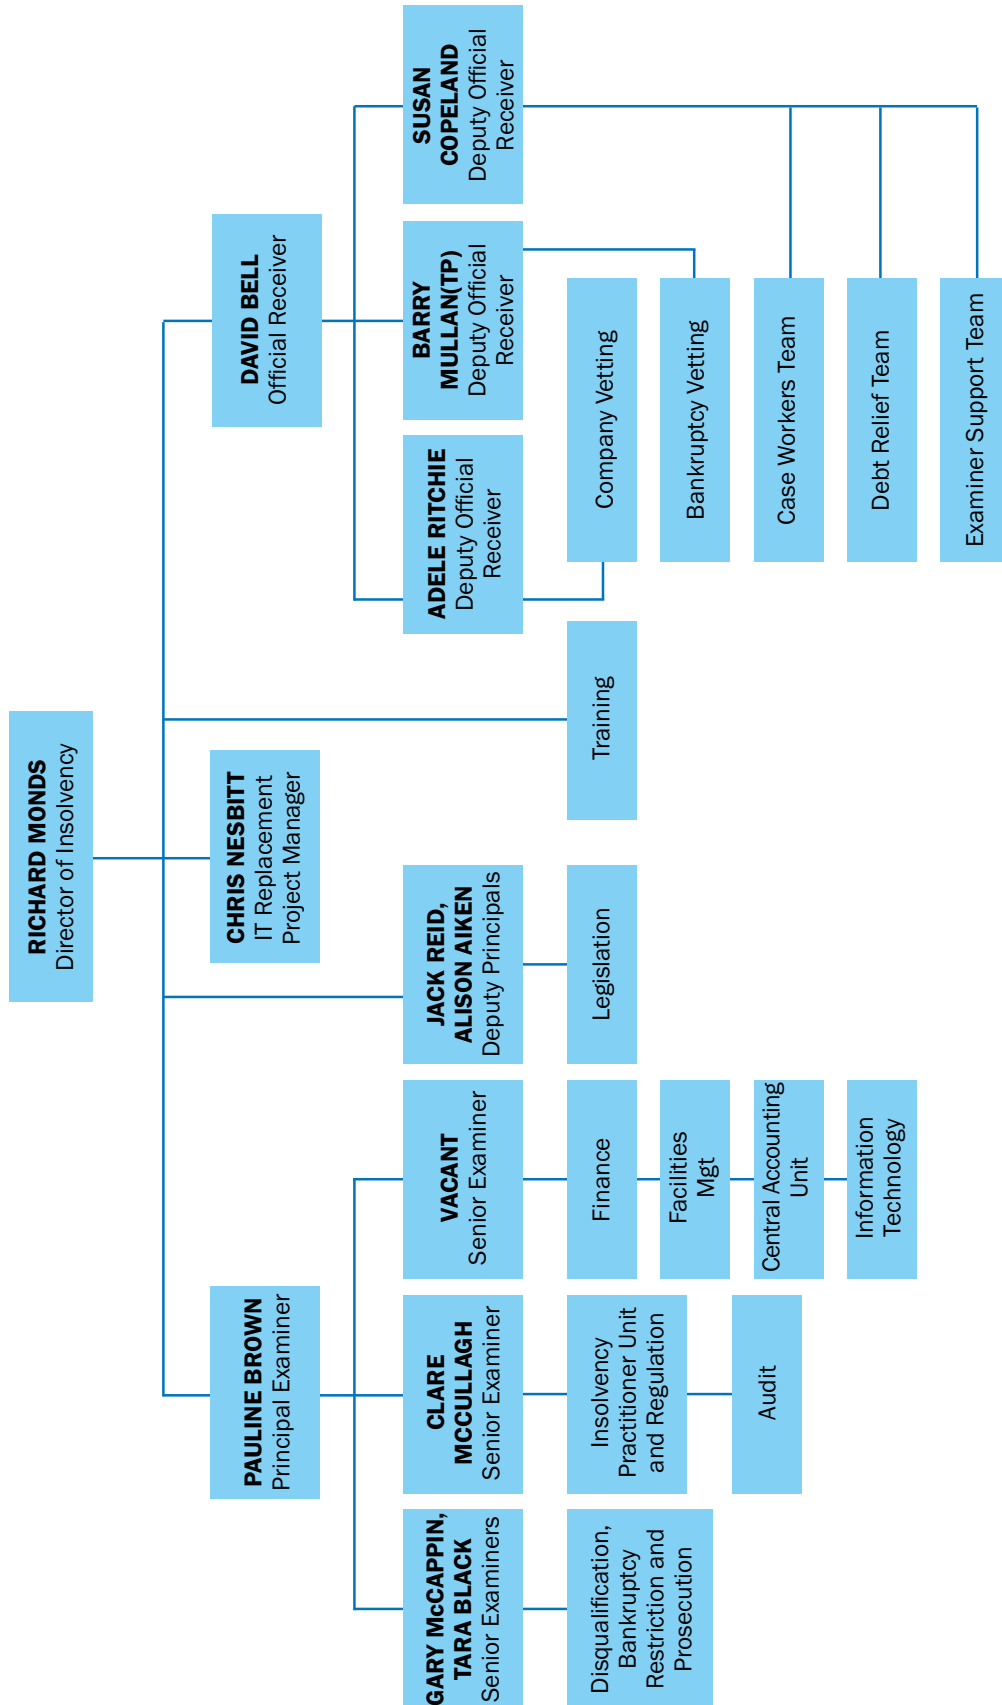 RICHARD MONDS
Director of Insolvency
PAULINE BROWN
Principal Examiner
CHRIS NESBITT
IT Replacement
Project Manager
DAVID BELL
Official Receiver
GARY McCAPPIN,
TARA BLACK
Senior Examiners
CLARE
MCCULLAGH
Senior Examiner
VACANT
Senior Examiner
JACK REID,
ALISON AIKEN
Deputy Principals
ADELE RITCHIE
Deputy Official
Receiver
BARRY
MULLAN(TP)
Deputy Official
Receiver
SUSAN
COPELAND
Deputy Official
Receiver
Disqualification,
Bankruptcy
Restriction and
Prosecution
Insolvency
Practitioner Unit
and Regulation
Audit
Finance
Facilities
Mgt
Central Accounting
Unit
Information
Technology
Legislation
Training
Company Vetting
Bankruptcy Vetting
Case Workers Team
Debt Relief Team
Examiner Support Team